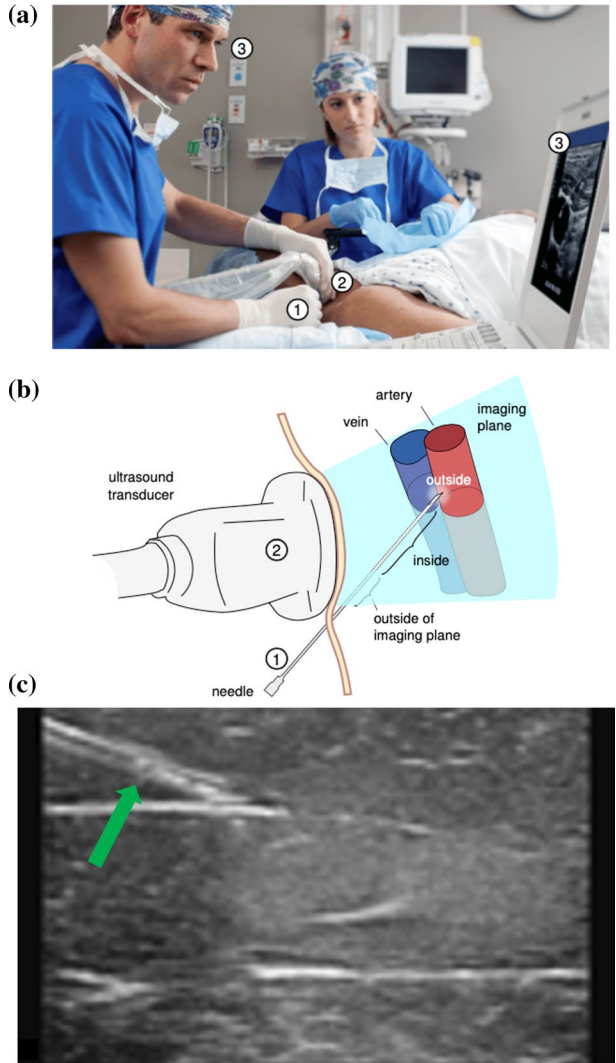 (a)
3
3
2
1
(b)
artery
vein
imaging
plane
ultrasound
transducer
outside
2
inside
outside of
imaging plane
1
needle
(c)